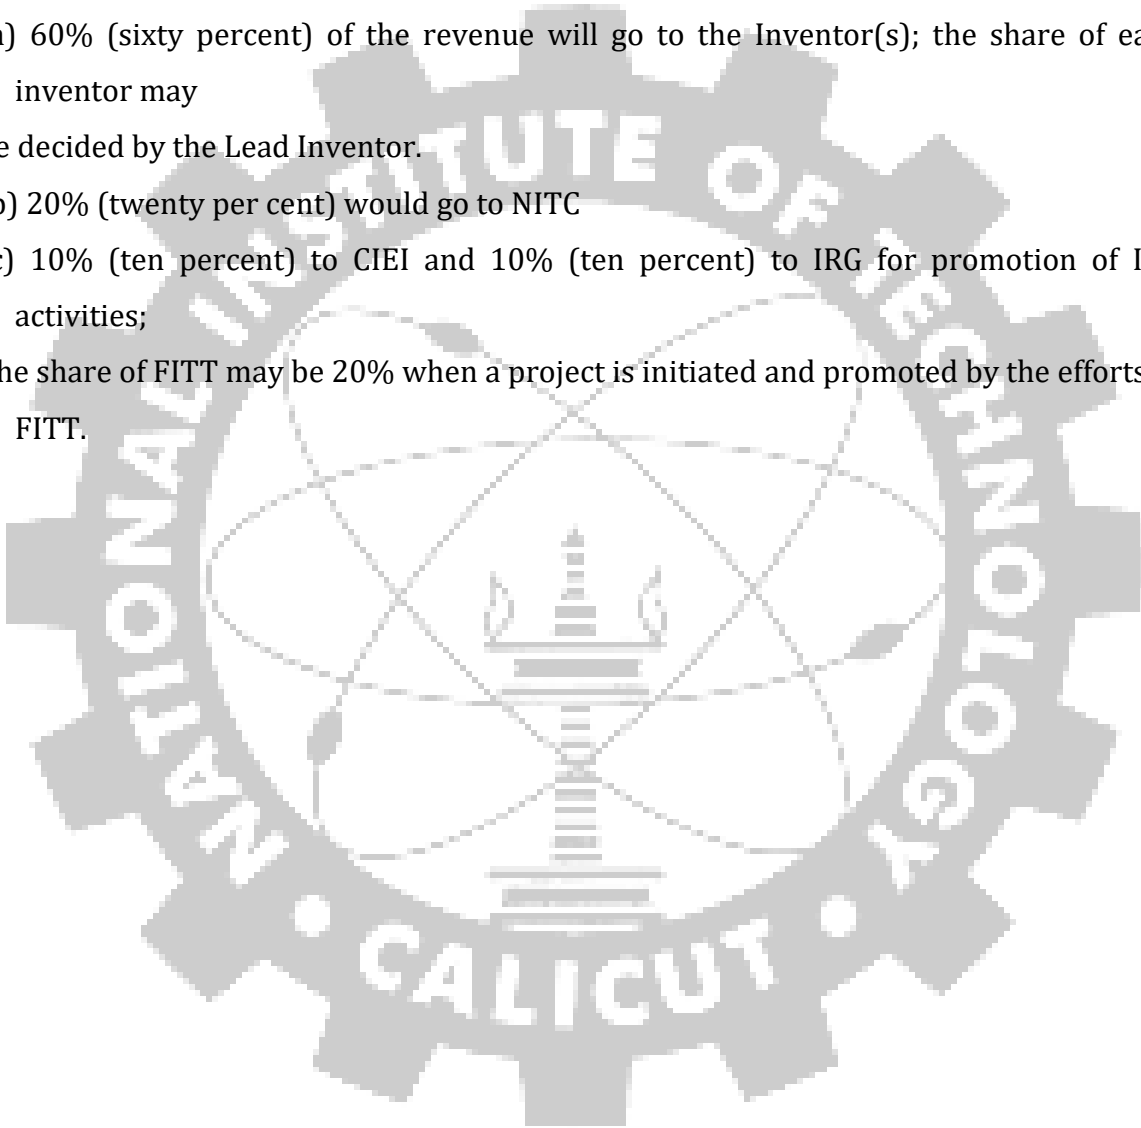 ) 60% (sixty percent) of the revenue will go to the Inventor(s); the share of ea
inventor may
e decided by the Lead Inventor.
) 20% (twenty per cent) would go to NITC
) 10% (ten percent) to CIEI and 10% (ten percent) to IRG for promotion of I
activities;
he share of FITT may be 20% when a project is initiated and promoted by the efforts
FITT.
NATIONAL INSTITUTE OF TECHNOLOGY
CALICUT